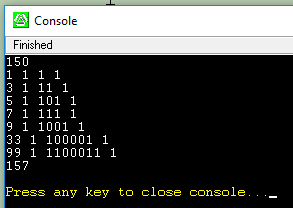 Console
Finished
150
1 1 1 1
3 1 11 1
5 1 101 1
7 1 111 1
9 1 1001 1
33 1 100001 1
99 1 1100011 1
157
Press any key to close console..._